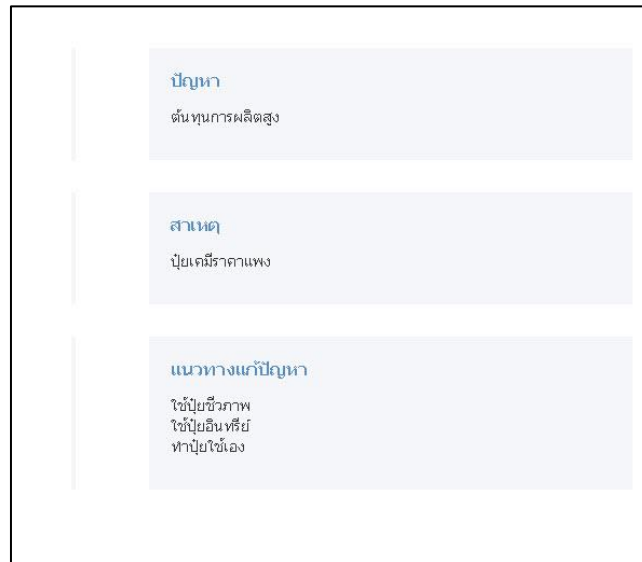 ปัญหา
ต้นทุนการผลิตสูง
สาเหตุ
ปุ๋ยเคมีราคาแพง
แนวทางแก้ปัญหา
ใช้ปุ๋ยชีวภาพ
ใช้ปุ๋ยอินทรีย์
ทำปุ๋ยใช้เอง